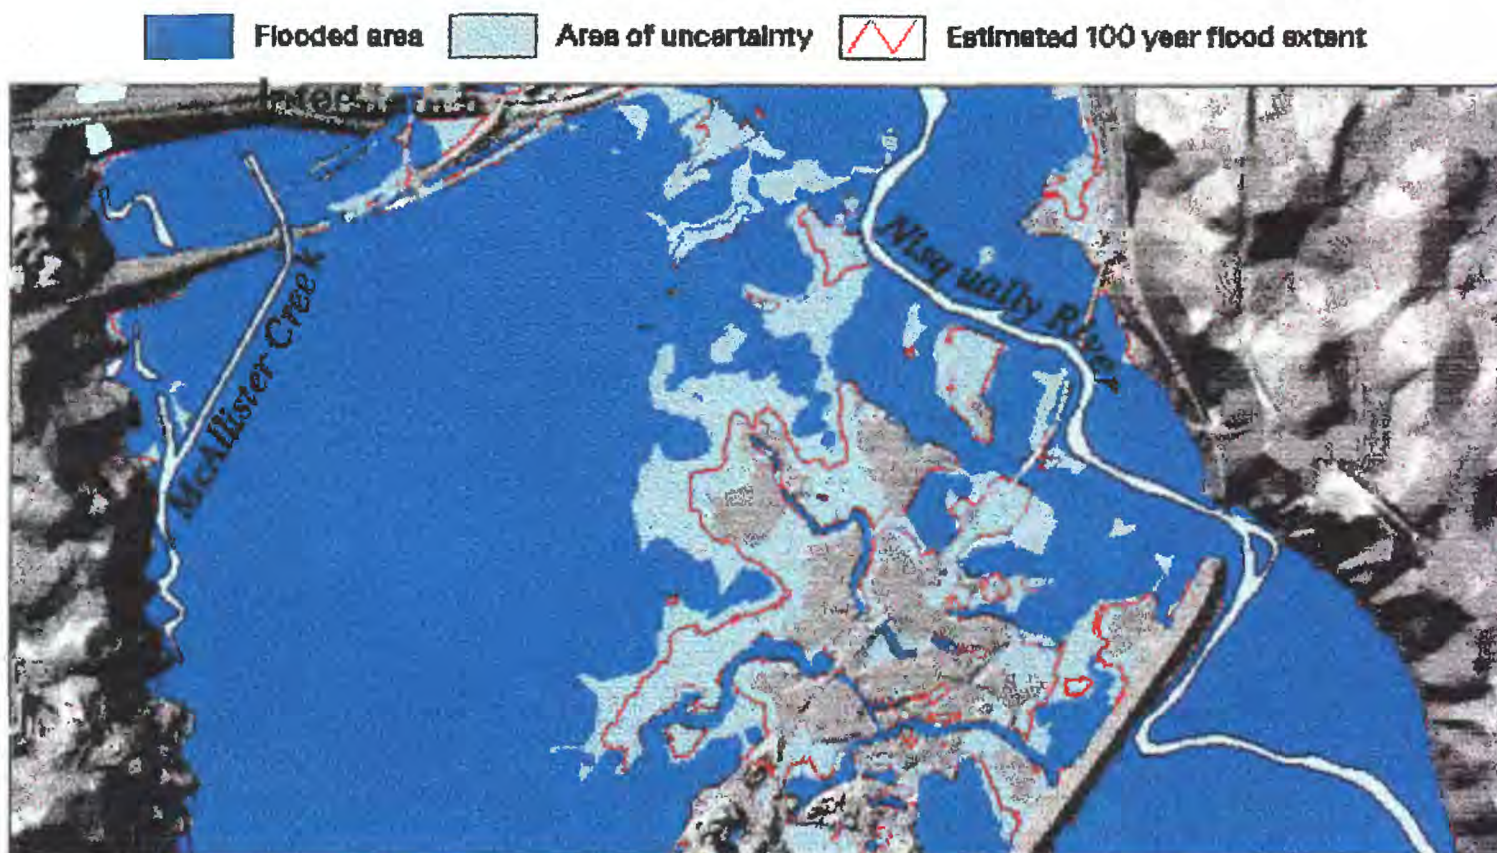 Flooded area
Area of uncertainty
Estimated 100 year flood extent
Nisqually River
McAllister Creek